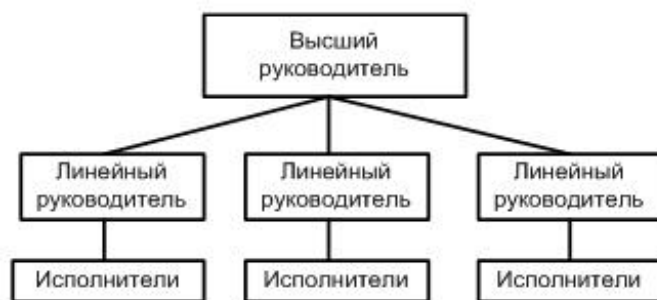 Высший
руководитель
Линейный
руководитель
Линейный
руководитель
Линейный
руководитель
Исполнители
Исполнители
Исполнители